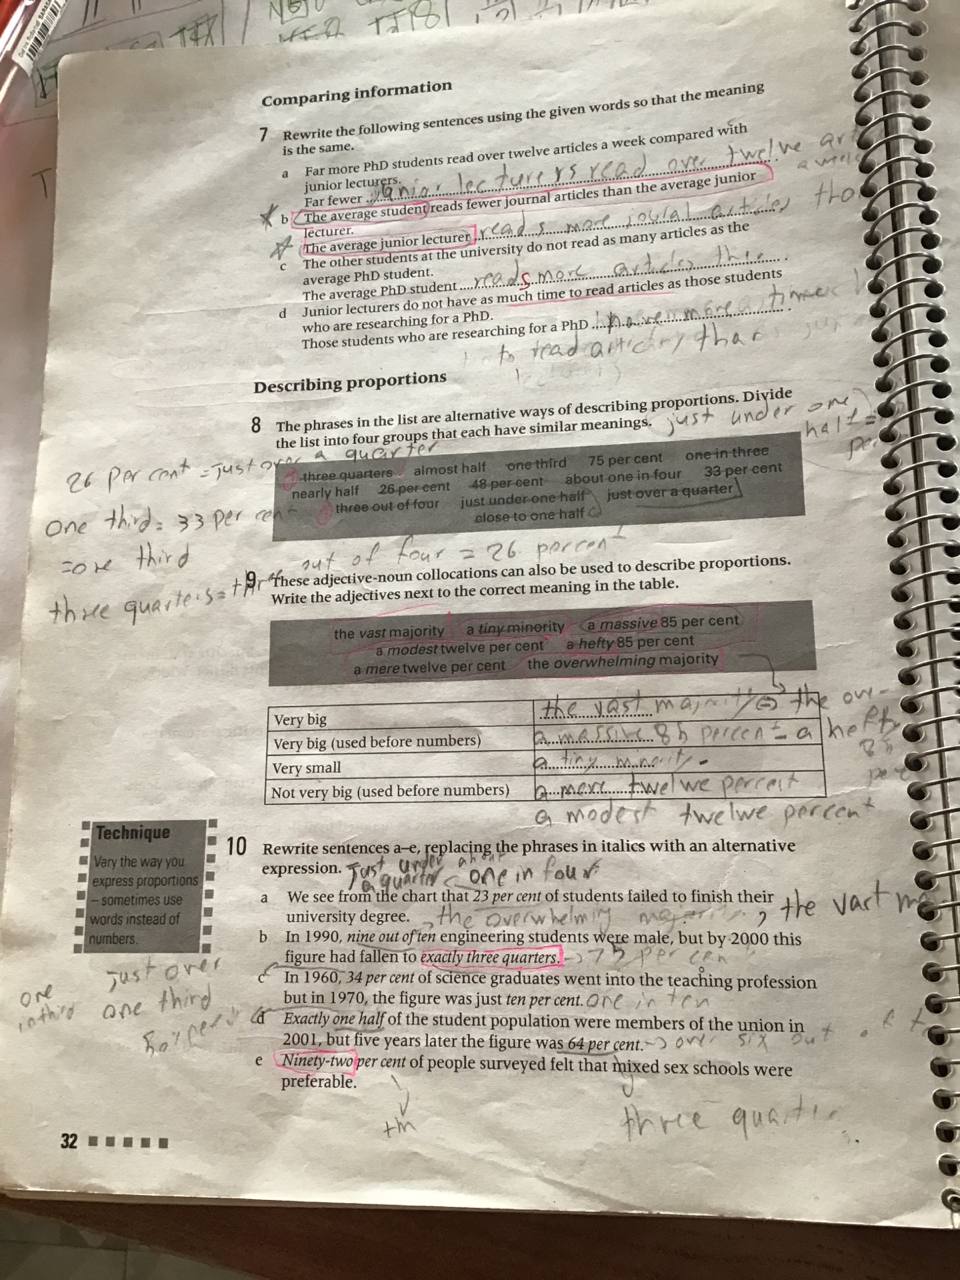 Comparing information
7 Rewrite the following sentences using the given words so that the meaning
is the same.
a Far more PhD students read over twelve articles a week compared with
junior lecturers.
Far fewer junior lecturers read over twelve
b The average student reads fewer journal articles than the average junior
lecturer.
The average junior lecturer reads more articles
c The other students at the university do not read as many articles as the
average PhD student.
The average PhD student reads more articles
d Junior lecturers do not have as much time to read articles as those students
who are researching for a PhD.
Those students who are researching for a PhD have more time
to read
Describing proportions
8 The phrases in the list are alternative ways of describing proportions. Divide
the list into four groups that each have similar meanings. just under one
half =
26 per cent = just over a quarter
three quarters almost half one third 75 per cent one in three
nearly half 26 per cent 48 per cent about one in four 33 per cent
three out of four just under one half just over a quarter
close to one half
one third = 33 per cent
= one third
three quarters = out of four = 26 percent
9 These adjective-noun collocations can also be used to describe proportions.
Write the adjectives next to the correct meaning in the table.
the vast majority a tiny minority a massive 85 per cent
a modest twelve per cent a hefty 85 per cent
a mere twelve per cent the overwhelming majority
Very big the vast majority the ov-
Very big (used before numbers) a massive 85 percent = a hefty
Very small a tiny minority
Not very big (used before numbers) a mere twelwe percent
a modest twelwe percent
Technique
Vary the way you
express proportions
– sometimes use
words instead of
numbers.
10 Rewrite sentences a–e, replacing the phrases in italics with an alternative
expression. Just under about
a quarter one in four
a We see from the chart that 23 per cent of students failed to finish their
university degree. the overwhelming majority, the vast
b In 1990, nine out of ten engineering students were male, but by 2000 this
figure had fallen to exactly three quarters. 75 per cent
c In 1960, 34 per cent of science graduates went into the teaching profession
but in 1970, the figure was just ten per cent. one in ten
just over
one third
one
in third
d Exactly one half of the student population were members of the union in
2001, but five years later the figure was 64 per cent. over six out
e Ninety-two per cent of people surveyed felt that mixed sex schools were
preferable.
three
32